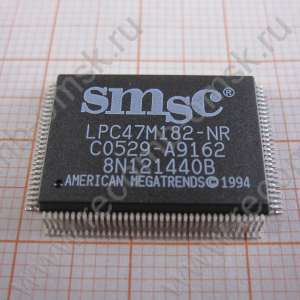 smsc®
LPC47M182-NR
C0529-A9162
8N121440B
AMERICAN MEGATRENDS©1994